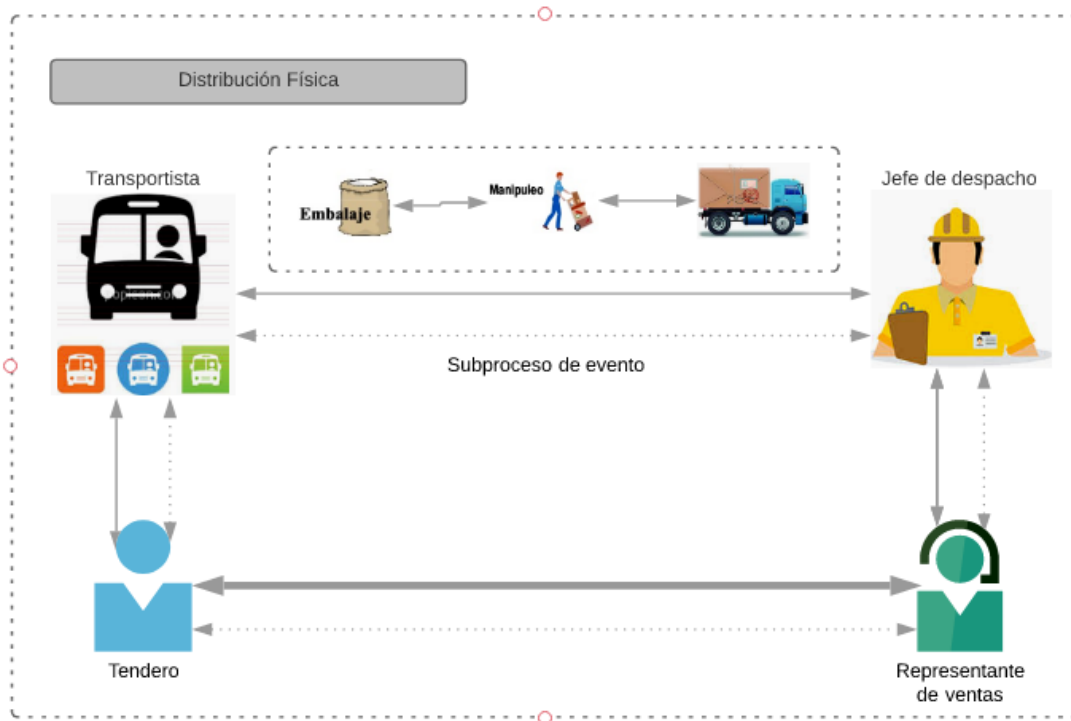 Distribución Física
Transportista
Embalaje
Manipuleo
Jefe de despacho
Subproceso de evento
Tendero
Representante
de ventas